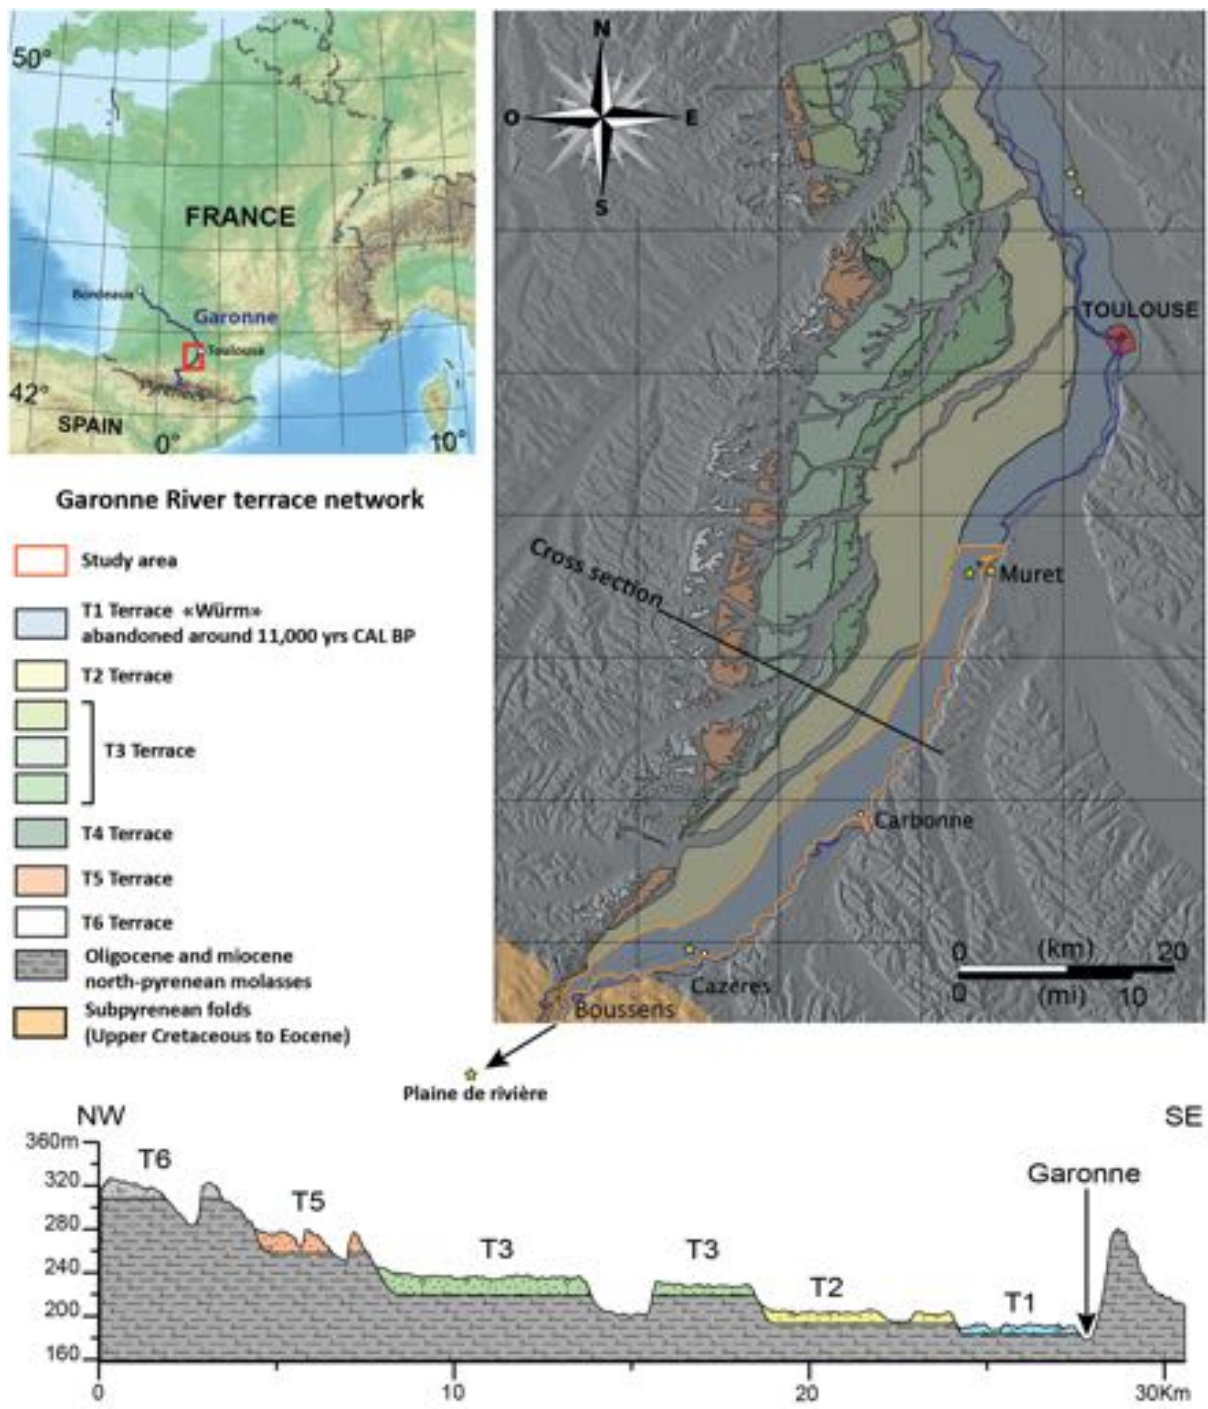 50°
FRANCE
Bordeaux
Garonne
Toulouse
Pyrenees
42°
SPAIN
0°
10°
N
O
E
S
TOULOUSE
Cross section
Muret
Carbonne
Cazères
Boussens
0 (km) 20
0 (mi) 10
Garonne River terrace network
Study area
T1 Terrace «Würm»
abandoned around 11,000 yrs CAL BP
T2 Terrace
T3 Terrace
T4 Terrace
T5 Terrace
T6 Terrace
Oligocene and miocene
north-pyrenean molasses
Subpyrenean folds
(Upper Cretaceous to Eocene)
Plaine de rivière
NW
SE
360m
320
280
240
200
160
T6
T5
T3
T3
T2
T1
Garonne
0
10
20
30Km